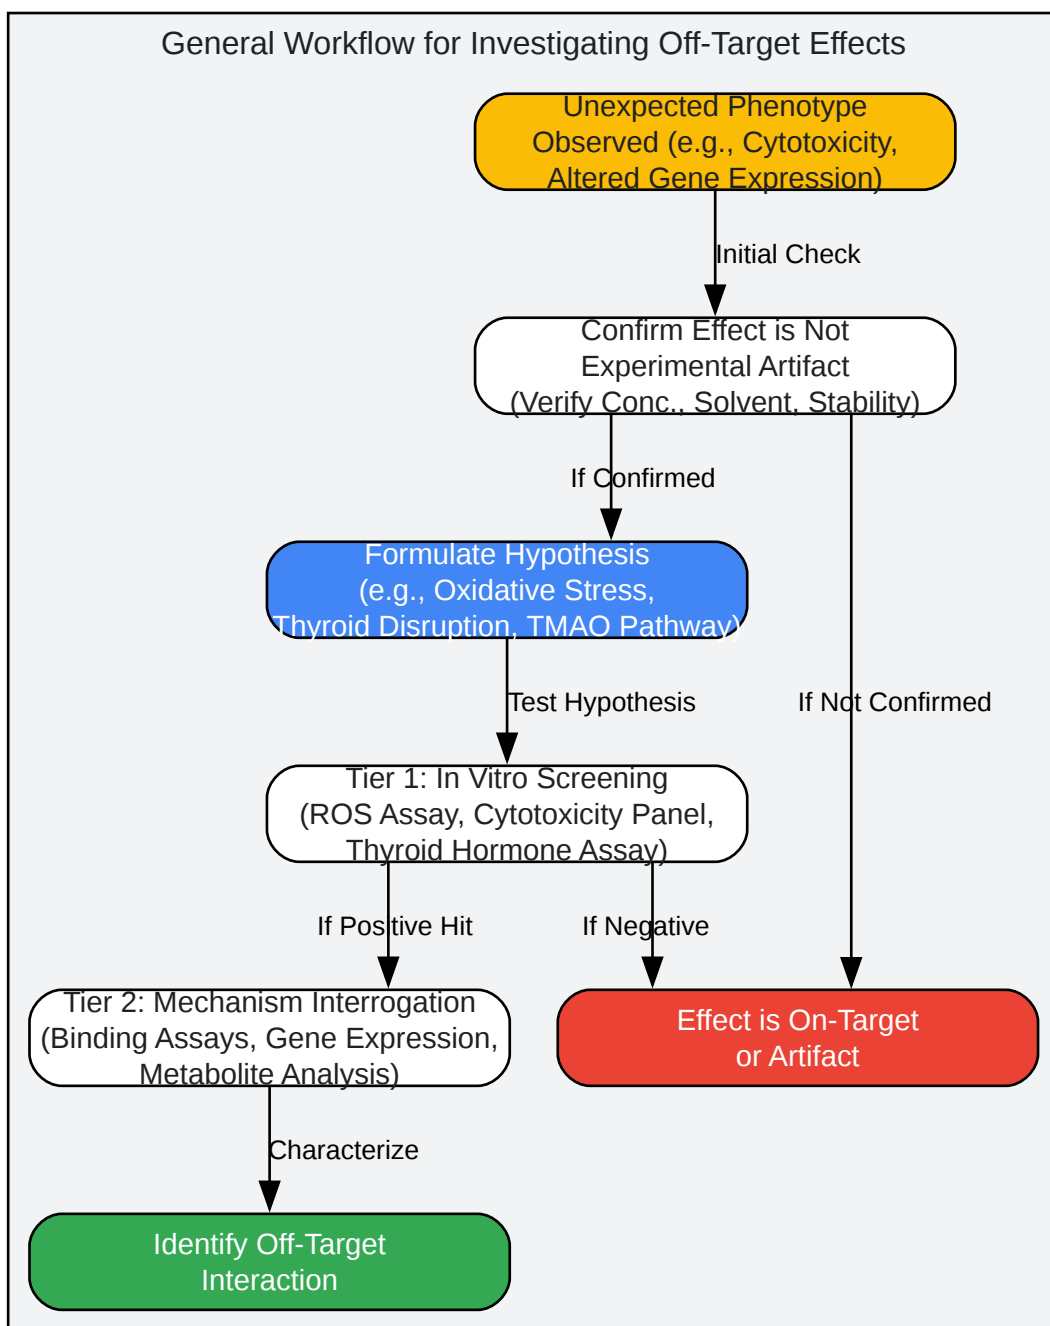 General Workflow for Investigating Off-Target Effects
Unexpected Phenotype
Observed (e.g., Cytotoxicity,
Altered Gene Expression)
Initial Check
Confirm Effect is Not
Experimental Artifact
(Verify Conc., Solvent, Stability)
If Confirmed
Formulate Hypothesis
(e.g., Oxidative Stress,
Thyroid Disruption, TMAO Pathway)
Test Hypothesis
If Not Confirmed
Tier 1: In Vitro Screening
(ROS Assay, Cytotoxicity Panel,
Thyroid Hormone Assay)
If Positive Hit
If Negative
Tier 2: Mechanism Interrogation
(Binding Assays, Gene Expression,
Metabolite Analysis)
Effect is On-Target
or Artifact
Characterize
Identify Off-Target
Interaction